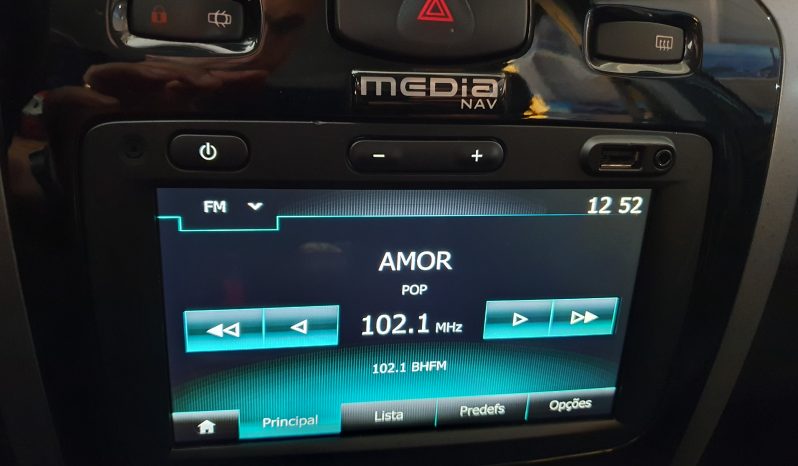 MEDIA
NAV
− +
FM 12 52
AMOR
POP
102.1 MHz
102.1 BHFM
Principal Lista Predefs Opções